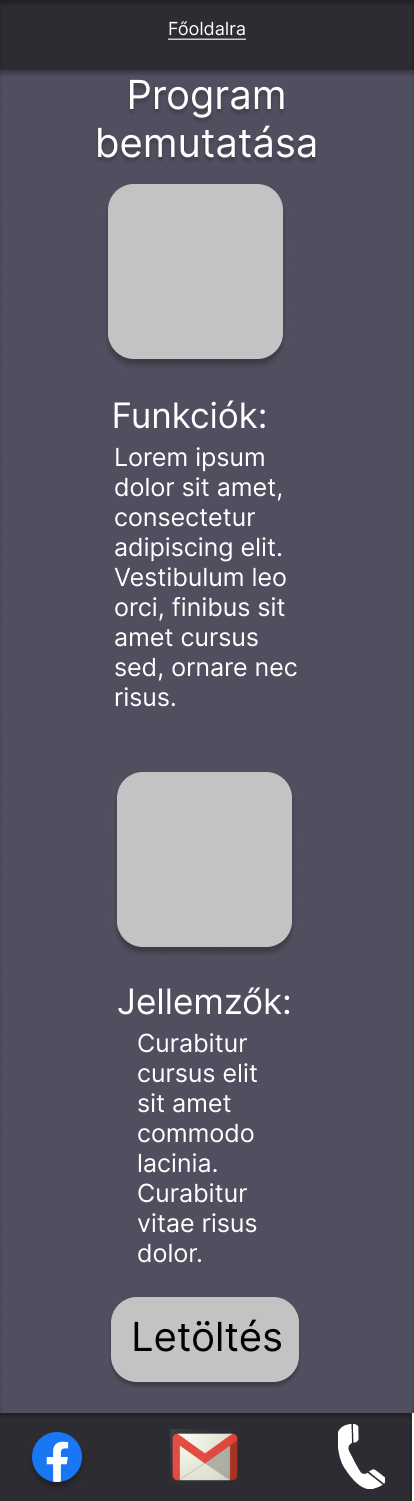 Főoldalra
Program
bemutatása
Funkciók:
Lorem ipsum
dolor sit amet,
consectetur
adipiscing elit.
Vestibulum leo
orci, finibus sit
amet cursus
sed, ornare nec
risus.
Jellemzők:
Curabitur
cursus elit
sit amet
commodo
lacinia.
Curabitur
vitae risus
dolor.
Letöltés